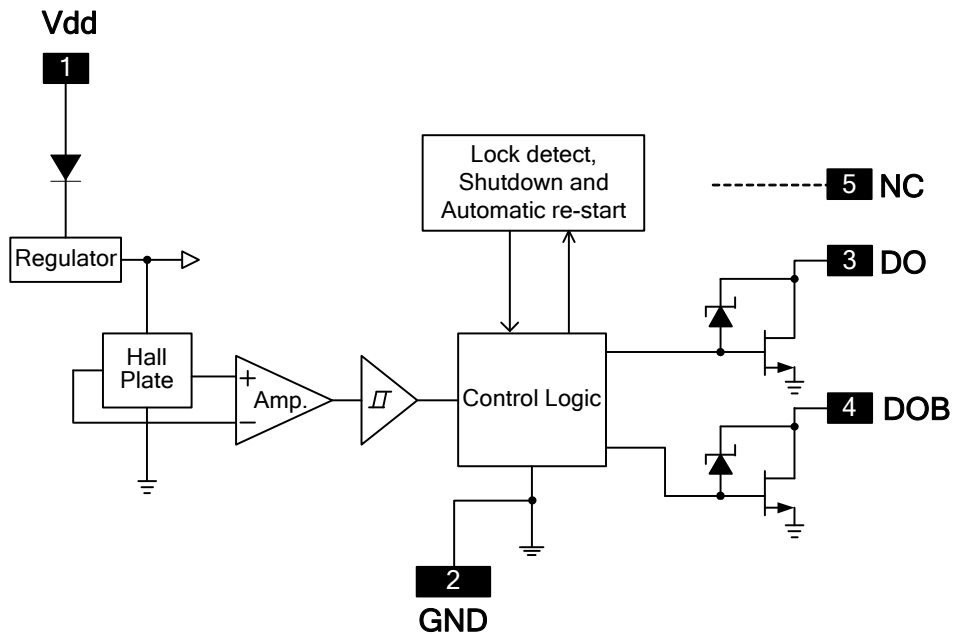 Vdd
1
Lock detect,
Shutdown and
Automatic re-start
5 NC
Regulator
3 DO
Hall
Plate
+
Amp.
−
Control Logic
4 DOB
2
GND